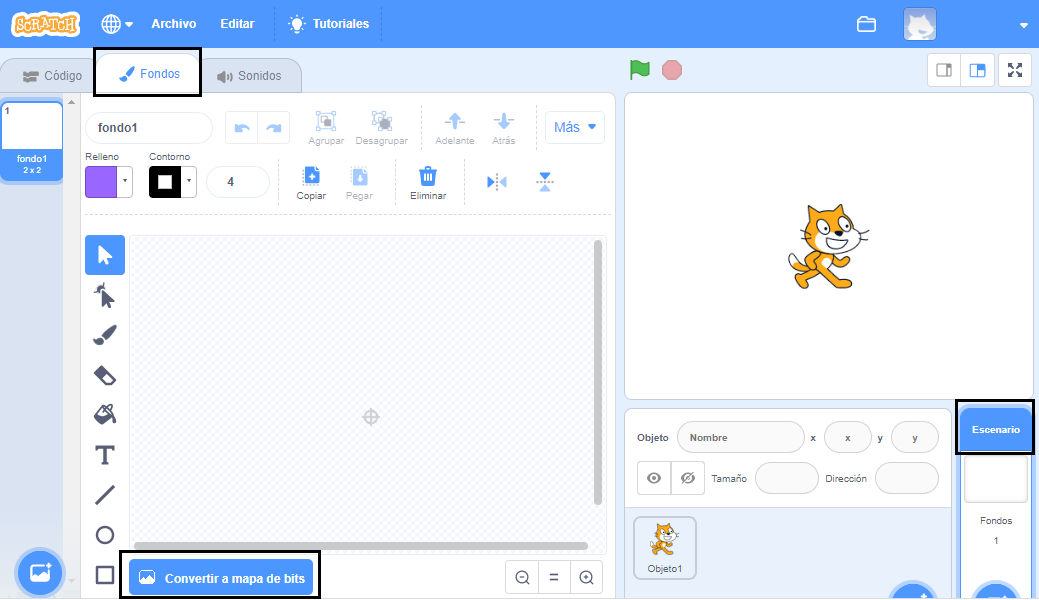 SCRATCH
Archivo
Editar
Tutoriales
Código
Fondos
Sonidos
1
fondo1
2 x 2
fondo1
Agrupar
Desagrupar
Adelante
Atrás
Más
Relleno
Contorno
4
Copiar
Pegar
Eliminar
T
Convertir a mapa de bits
Objeto
Nombre
x
x
y
y
Tamaño
Dirección
Objeto1
Escenario
Fondos
1